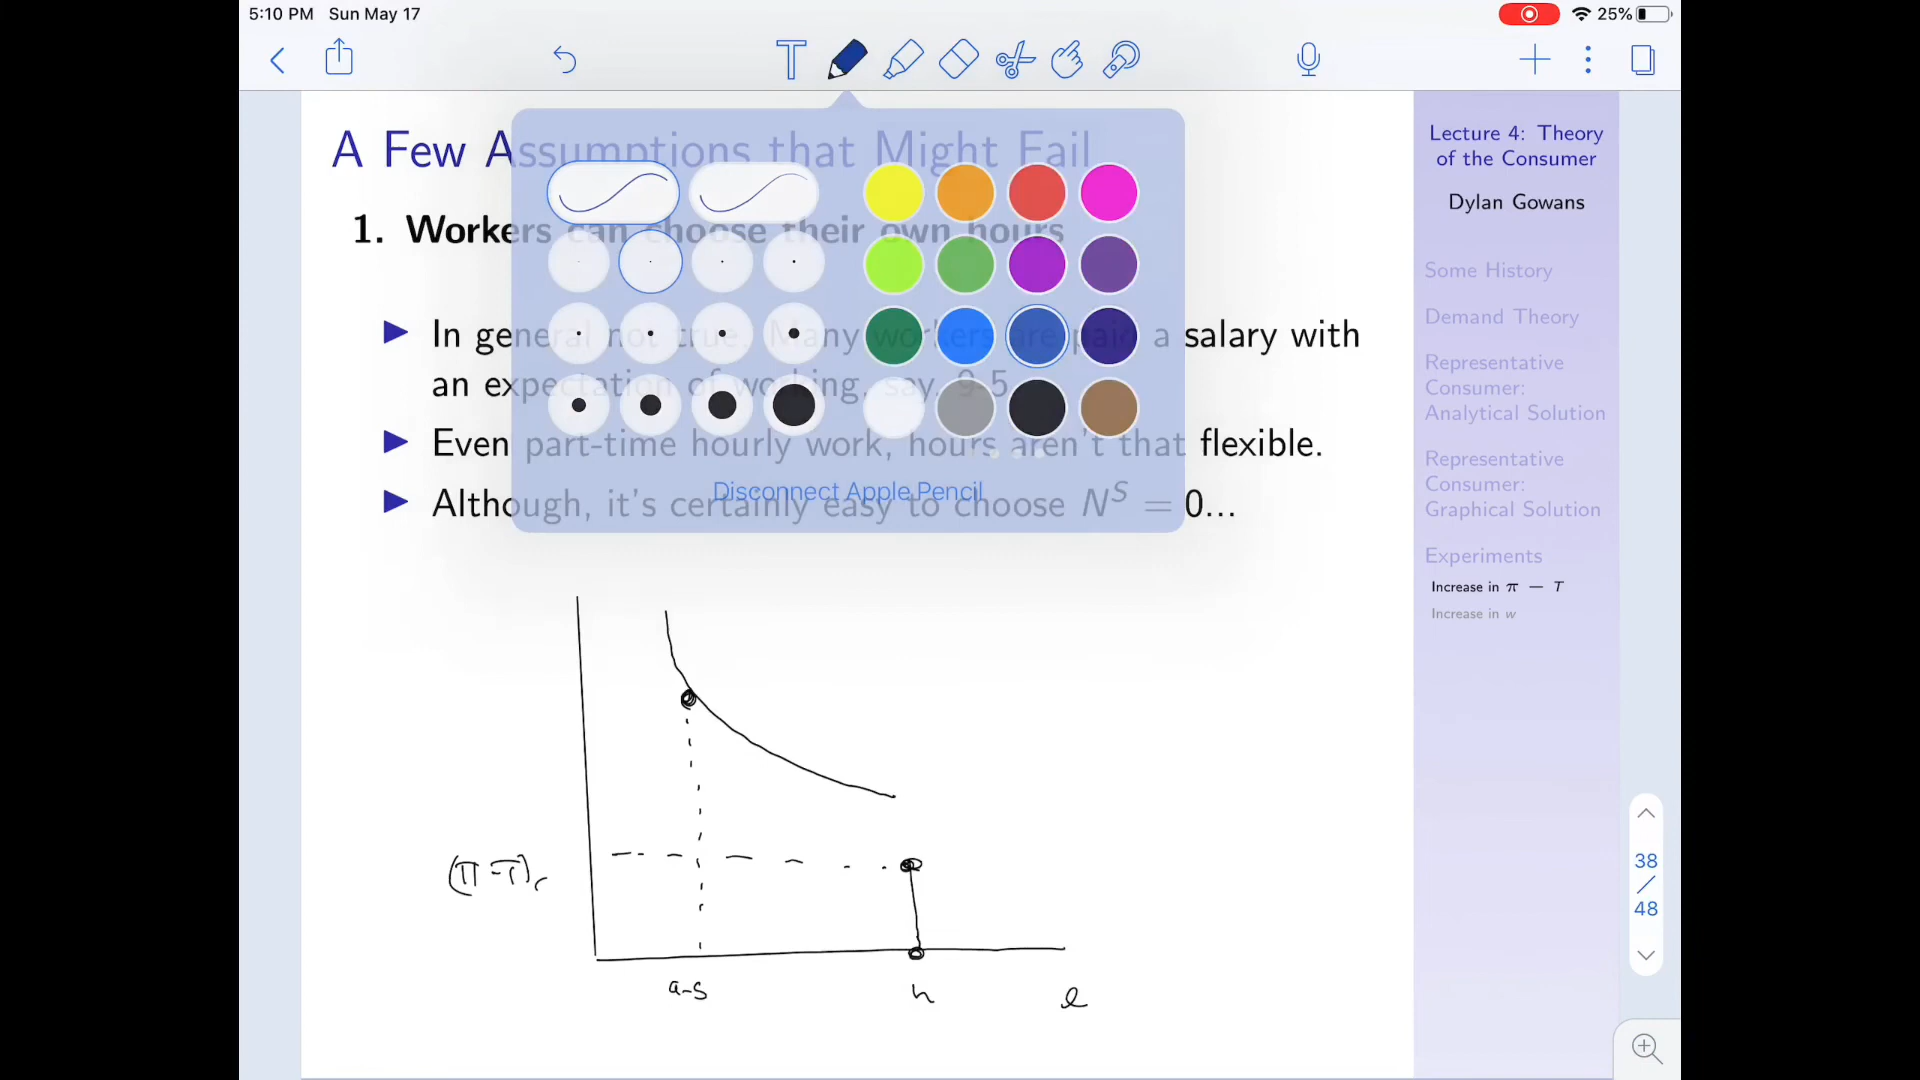 5:10 PM Sun May 17
25%
A Few Assumptions that Might Fail
1. Workers can choose their own hours
In general not true. Many workers are paid a salary with
an expectation of working, say, 9-5.
Even part-time hourly work, hours aren't that flexible.
Disconnect Apple Pencil
Although, it's certainly easy to choose N^S = 0...
(π-T)
9-5
h
l
Lecture 4: Theory
of the Consumer
Dylan Gowans
Some History
Demand Theory
Representative
Consumer:
Analytical Solution
Representative
Consumer:
Graphical Solution
Experiments
Increase in π − T
Increase in w
38
/
48